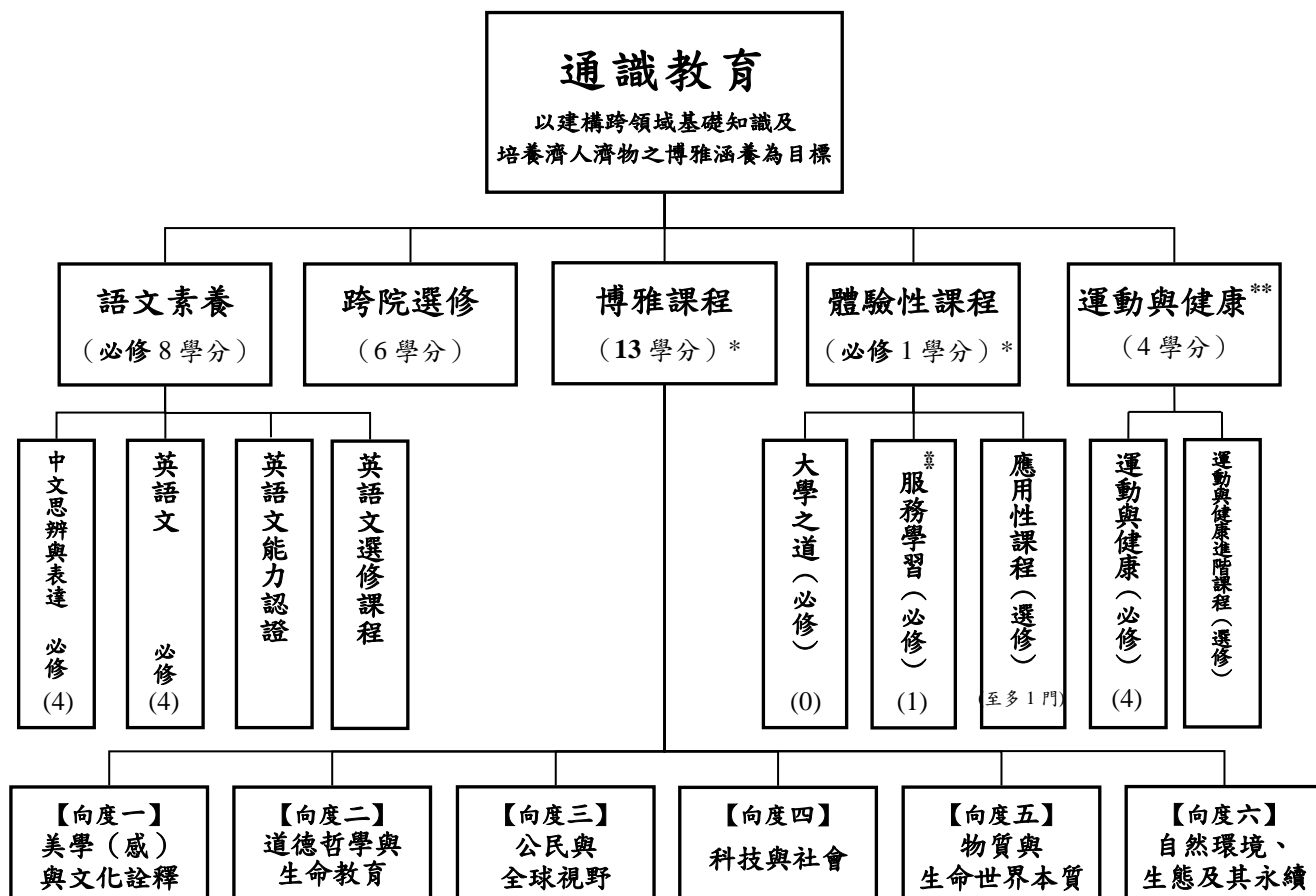 通識教育
以建構跨領域基礎知識及
培養濟人濟物之博雅涵養為目標
語文素養
（必修 8 學分）
跨院選修
（6 學分）
博雅課程
（13 學分）*
體驗性課程
（必修 1 學分）*
運動與健康**
（4 學分）
中文思辨與表達 必修
(4)
英語文 必修
(4)
英語文能力認證
英語文選修課程
大學之道（必修）
(0)
服務學習（必修）
(1)
應用性課程（選修）
(至多 1 門)
運動與健康（必修）
(4)
運動與健康進階課程（選修）
【向度一】
美學（感）
與文化詮釋
【向度二】
道德哲學與
生命教育
【向度三】
公民與
全球視野
【向度四】
科技與社會
【向度五】
物質與
生命世界本質
【向度六】
自然環境、
生態及其永續